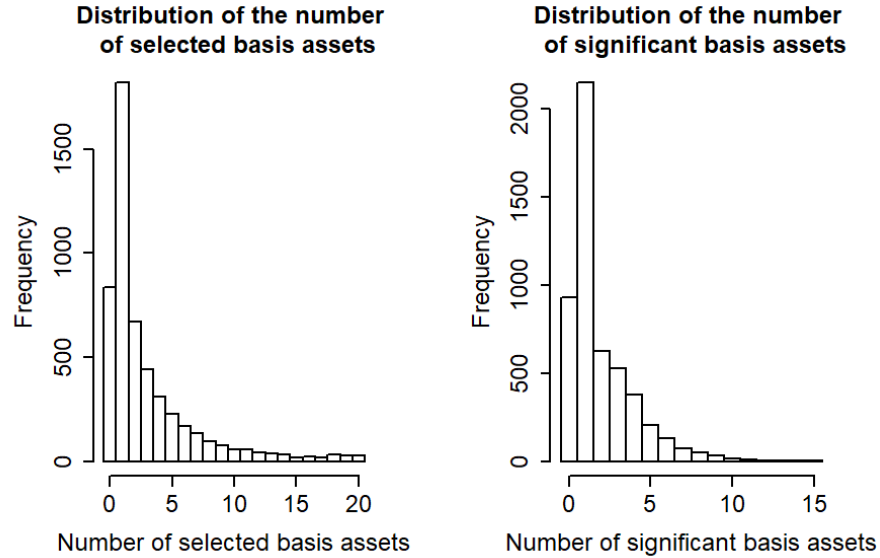 Distribution of the number
of selected basis assets
Frequency
0
500
1000
1500
0 5 10 15 20
Number of selected basis assets
Distribution of the number
of significant basis assets
Frequency
0
500
1000
1500
2000
0 5 10 15
Number of significant basis assets